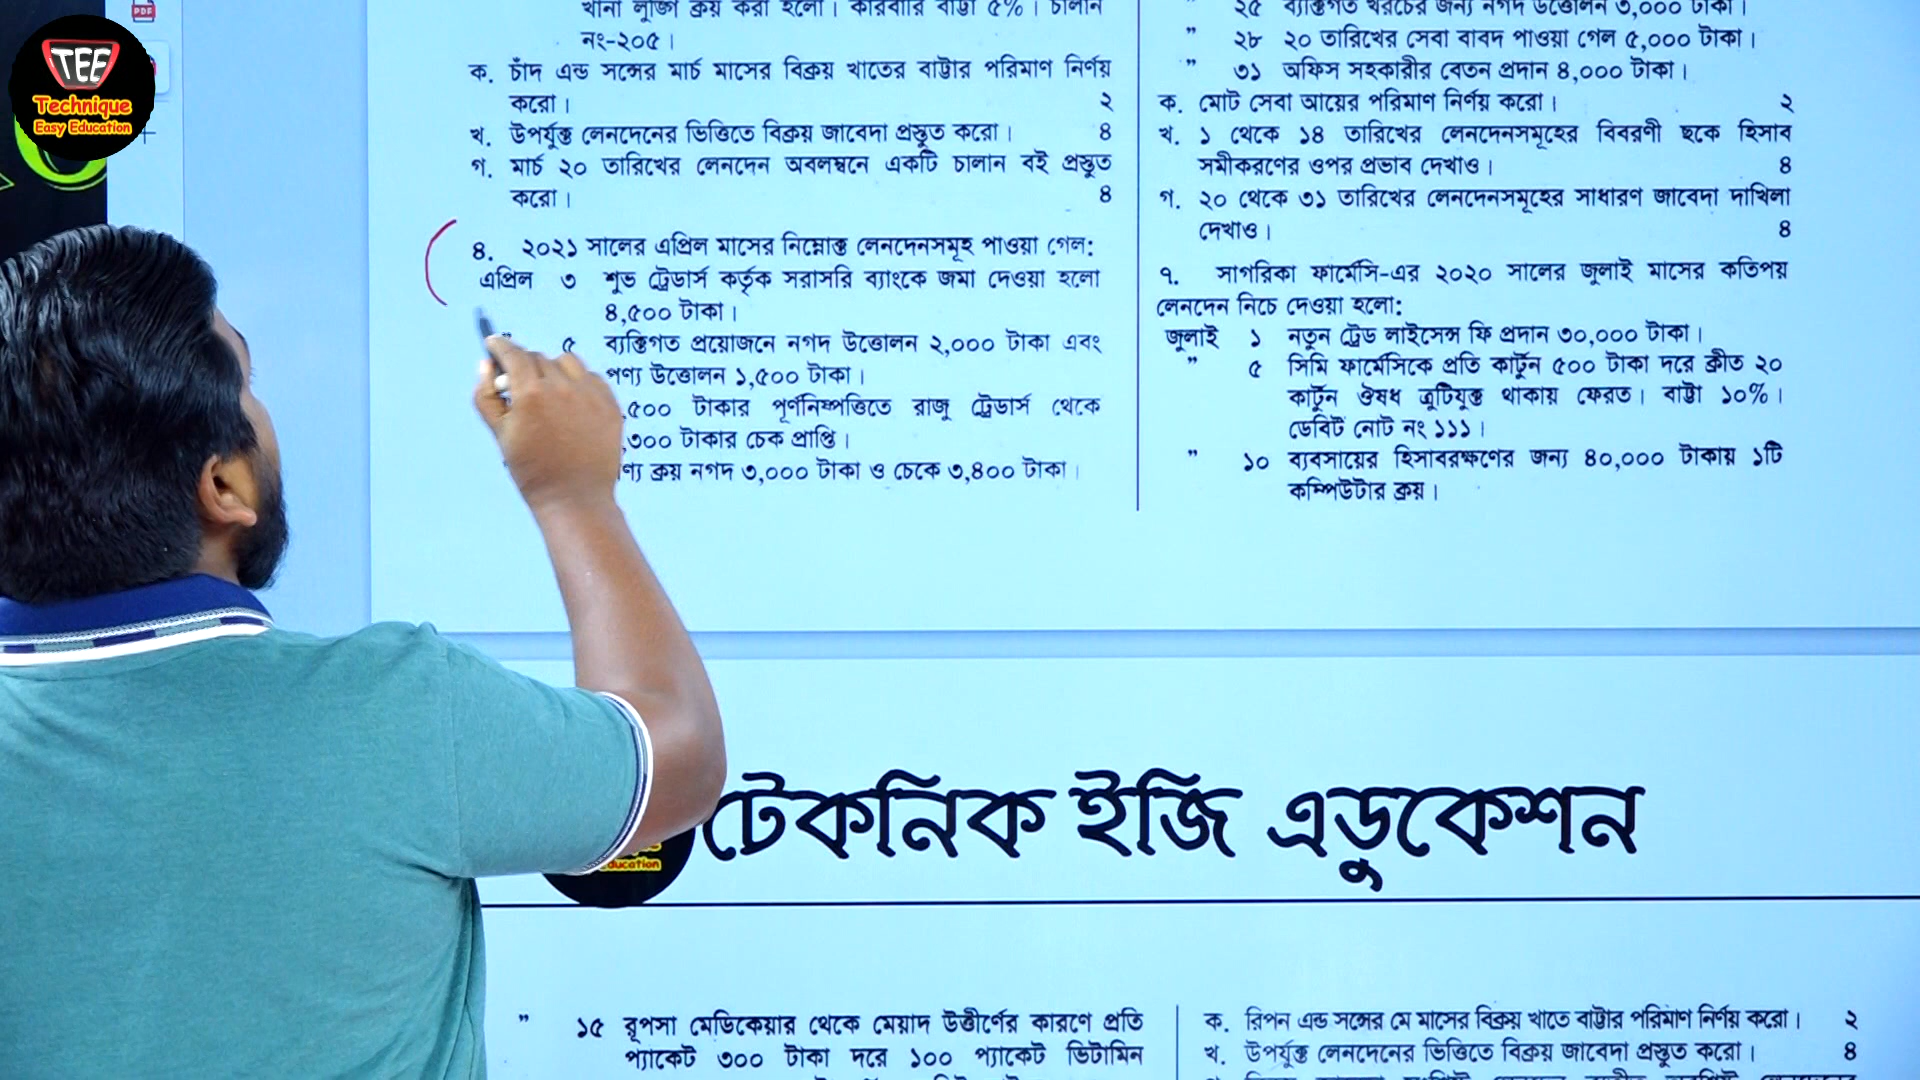 TEE
Technique
Easy Education
PDF
খানা লুঙ্গি ক্রয় করা হলো। কারবারি বাট্টা ৫%। চালান
নং-২০৫।
ক. চাঁদ এন্ড সন্সের মার্চ মাসের বিক্রয় খাতের বাট্টার পরিমাণ নির্ণয়
করো। ২
খ. উপর্যুক্ত লেনদেনের ভিত্তিতে বিক্রয় জাবেদা প্রস্তুত করো। ৪
গ. মার্চ ২০ তারিখের লেনদেন অবলম্বনে একটি চালান বই প্রস্তুত
করো। ৪
৪. ২০২১ সালের এপ্রিল মাসের নিম্নোক্ত লেনদেনসমূহ পাওয়া গেল:
এপ্রিল ৩ শুভ ট্রেডার্স কর্তৃক সরাসরি ব্যাংকে জমা দেওয়া হলো
৪,৫০০ টাকা।
" ৫ ব্যক্তিগত প্রয়োজনে নগদ উত্তোলন ২,০০০ টাকা এবং
পণ্য উত্তোলন ১,৫০০ টাকা।
,৫০০ টাকার পূর্ণনিষ্পত্তিতে রাজু ট্রেডার্স থেকে
,৩০০ টাকার চেক প্রাপ্তি।
ক্রয় নগদ ৩,০০০ টাকা ও চেকে ৩,৪০০ টাকা।
" ২৫ ব্যক্তিগত খরচের জন্য নগদ উত্তোলন ৩,০০০ টাকা।
" ২৮ ২০ তারিখের সেবা বাবদ পাওয়া গেল ৫,০০০ টাকা।
" ৩১ অফিস সহকারীর বেতন প্রদান ৪,০০০ টাকা।
ক. মোট সেবা আয়ের পরিমাণ নির্ণয় করো। ২
খ. ১ থেকে ১৪ তারিখের লেনদেনসমূহের বিবরণী ছকে হিসাব
সমীকরণের ওপর প্রভাব দেখাও। ৪
গ. ২০ থেকে ৩১ তারিখের লেনদেনসমূহের সাধারণ জাবেদা দাখিলা
দেখাও। ৪
৭. সাগরিকা ফার্মেসি-এর ২০২০ সালের জুলাই মাসের কতিপয়
লেনদেন নিচে দেওয়া হলো:
জুলাই ১ নতুন ট্রেড লাইসেন্স ফি প্রদান ৩০,০০০ টাকা।
" ৫ সিমি ফার্মেসিকে প্রতি কার্টুন ৫০০ টাকা দরে ক্রীত ২০
কার্টুন ঔষধ ত্রুটিযুক্ত থাকায় ফেরত। বাট্টা ১০%।
ডেবিট নোট নং ১১১।
" ১০ ব্যবসায়ের হিসাবরক্ষণের জন্য ৪০,০০০ টাকায় ১টি
কম্পিউটার ক্রয়।
টেকনিক ইজি এডুকেশন
ducation
" ১৫ রূপসা মেডিকেয়ার থেকে মেয়াদ উত্তীর্ণের কারণে প্রতি
প্যাকেট ৩০০ টাকা দরে ১০০ প্যাকেট ভিটামিন
ক. রিপন এন্ড সন্সের মে মাসের বিক্রয় খাতে বাট্টার পরিমাণ নির্ণয় করো। ২
খ. উপর্যুক্ত লেনদেনের ভিত্তিতে বিক্রয় জাবেদা প্রস্তুত করো। ৪